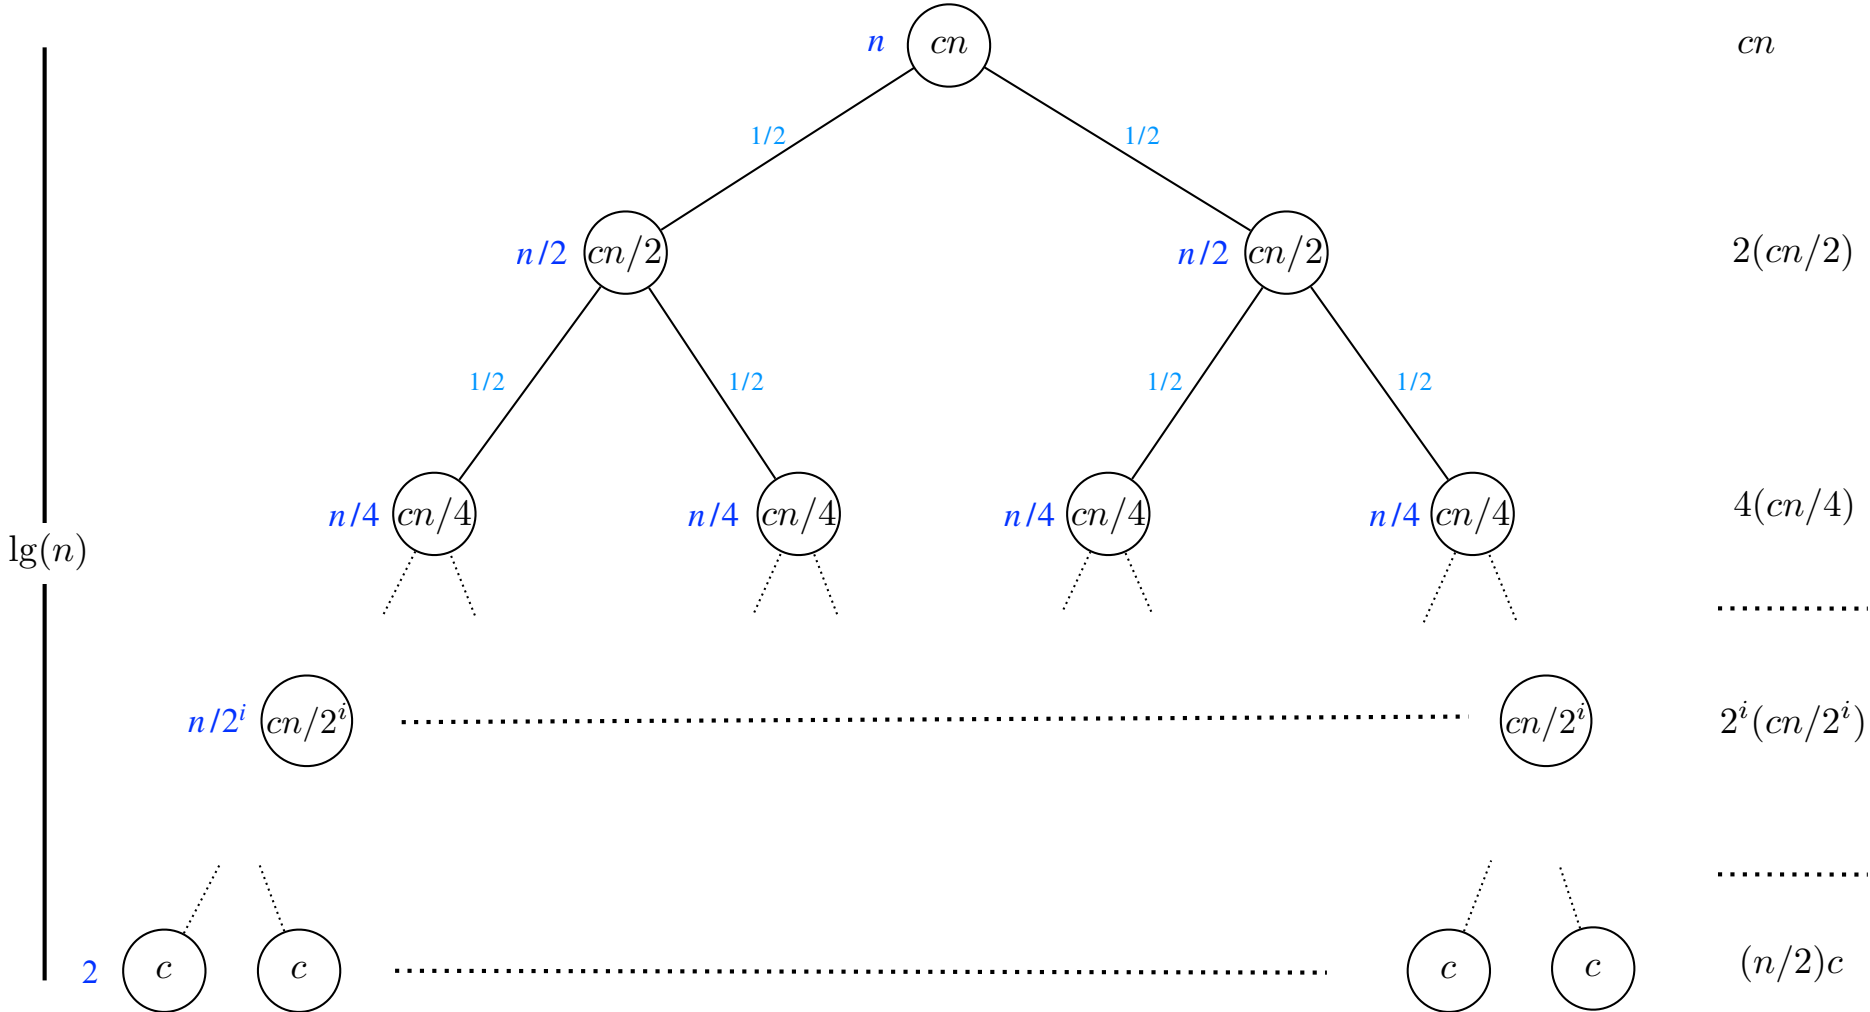 n cn cn
1/2 1/2
n/2 cn/2 n/2 cn/2 2(cn/2)
1/2 1/2 1/2 1/2
n/4 cn/4 n/4 cn/4 n/4 cn/4 n/4 cn/4 4(cn/4)
lg(n)
n/2^i cn/2^i cn/2^i 2^i(cn/2^i)
2 c c c c (n/2)c